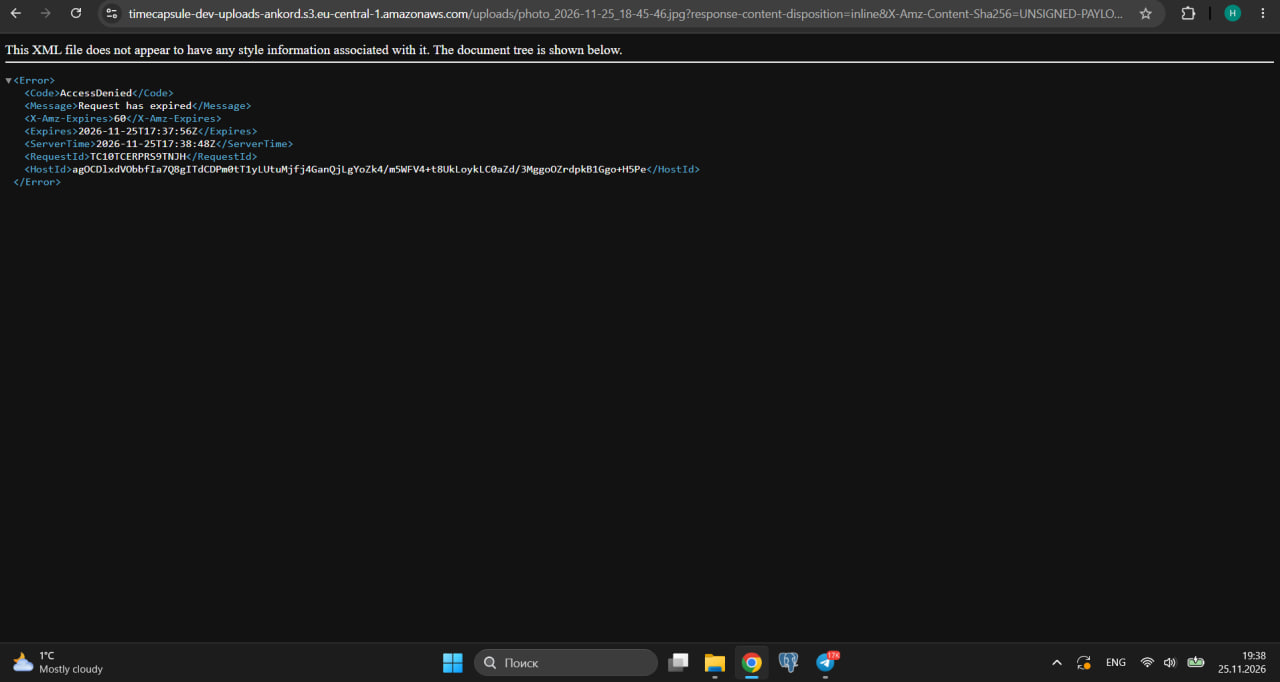 timecapsule-dev-uploads-ankord.s3.eu-central-1.amazonaws.com/uploads/photo_2026-11-25_18-45-46.jpg?response-content-disposition=inline&X-Amz-Content-Sha256=UNSIGNED-PAYLO...
H
This XML file does not appear to have any style information associated with it. The document tree is shown below.
▼<Error>
<Code>AccessDenied</Code>
<Message>Request has expired</Message>
<X-Amz-Expires>60</X-Amz-Expires>
<Expires>2026-11-25T17:37:56Z</Expires>
<ServerTime>2026-11-25T17:38:48Z</ServerTime>
<RequestId>TC10TCERPRS9TNJH</RequestId>
<HostId>agOCDlxdVObbfIa7Q8gITdCDPm0tT1yLUtuMjfj4GanQjLgYoZk4/m5WFV4+t8UkLoykLC0aZd/3MggoOZrdpkB1Ggo+H5Pe</HostId>
</Error>
1°C
Mostly cloudy
Поиск
174
ENG
19:38
25.11.2026